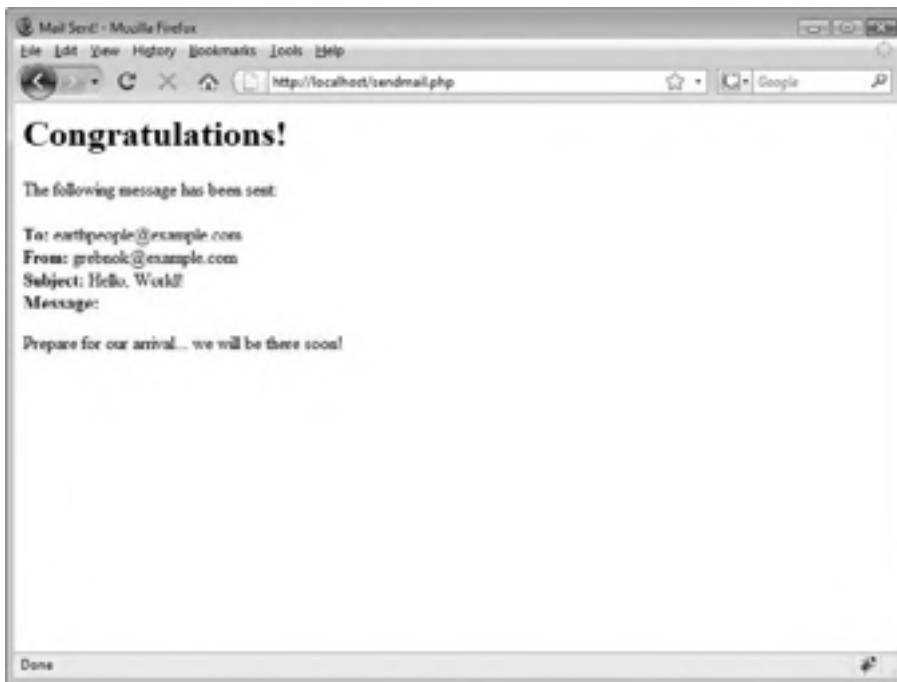 Mail Sent! - Mozilla Firefox
File Edit View History Bookmarks Tools Help
http://localhost/sendmail.php
Google
Congratulations!
The following message has been sent:
To: earthpeople@example.com
From: grebnok@example.com
Subject: Hello, World!
Message:
Prepare for our arrival... we will be there soon!
Done